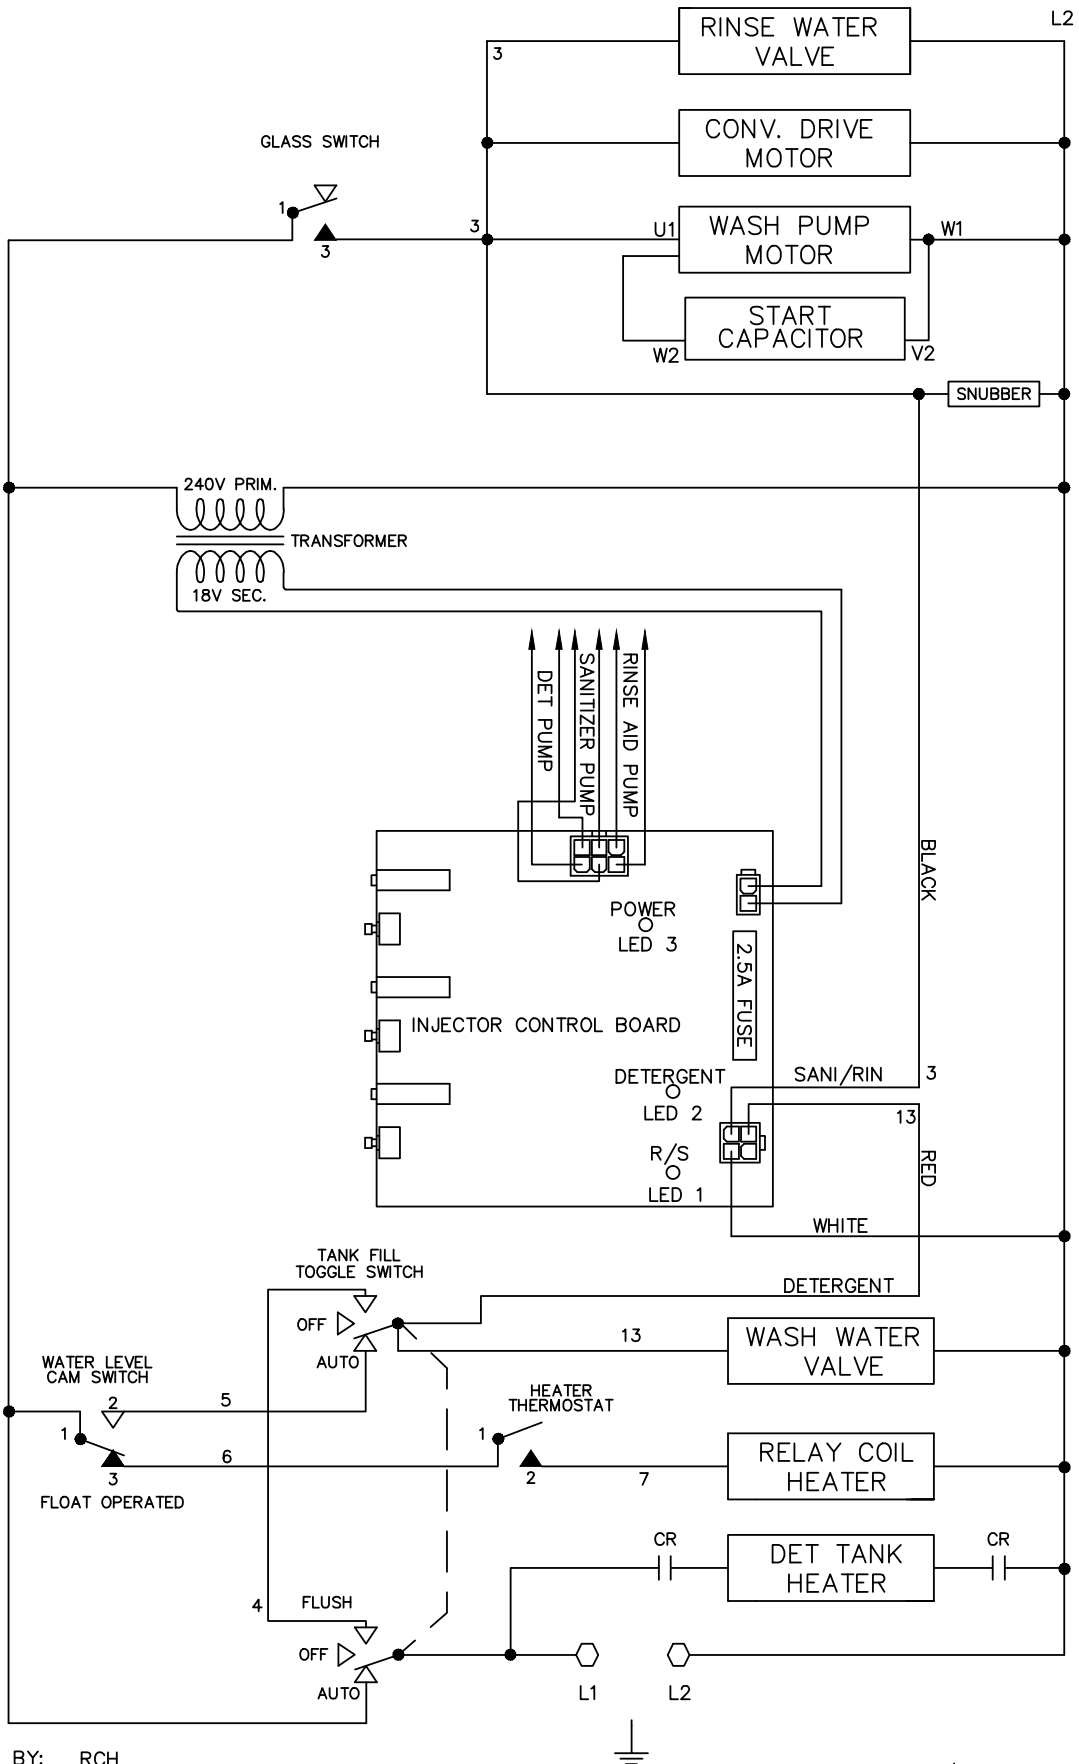 L2
RINSE WATER
VALVE
3
CONV. DRIVE
MOTOR
GLASS SWITCH
1
3
3
U1
WASH PUMP
MOTOR
W1
START
CAPACITOR
W2
V2
SNUBBER
240V PRIM.
TRANSFORMER
18V SEC.
DET PUMP
SANITIZER PUMP
RINSE AID PUMP
BLACK
POWER
LED 3
2.5A FUSE
INJECTOR CONTROL BOARD
DETERGENT
LED 2
SANI/RIN
3
13
R/S
LED 1
RED
WHITE
TANK FILL
TOGGLE SWITCH
DETERGENT
OFF
AUTO
13
WASH WATER
VALVE
WATER LEVEL
CAM SWITCH
2
5
1
3
6
FLOAT OPERATED
HEATER
THERMOSTAT
1
2
7
RELAY COIL
HEATER
CR
DET TANK
HEATER
CR
4
FLUSH
OFF
AUTO
L1
L2
BY: RCH